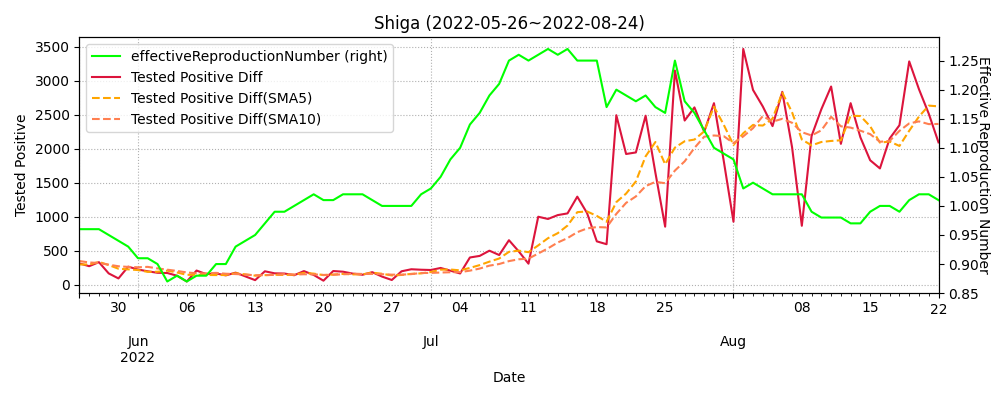 Shiga (2022-05-26~2022-08-24)
effectiveReproductionNumber (right)
Tested Positive Diff
Tested Positive Diff(SMA5)
Tested Positive Diff(SMA10)
Tested Positive
3500
3000
2500
2000
1500
1000
500
0
Effective Reproduction Number
1.25
1.20
1.15
1.10
1.05
1.00
0.95
0.90
0.85
30 06 13 20 27 04 11 18 25 08 15 22
Jun Jul Aug
2022
Date